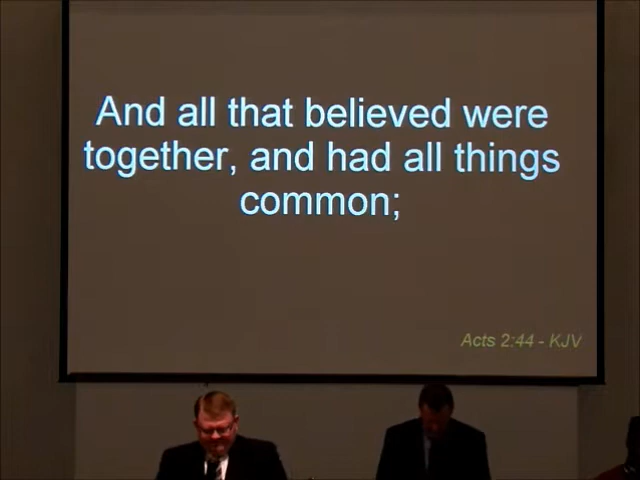 And all that believed were
together, and had all things
common;
Acts 2:44 - KJV